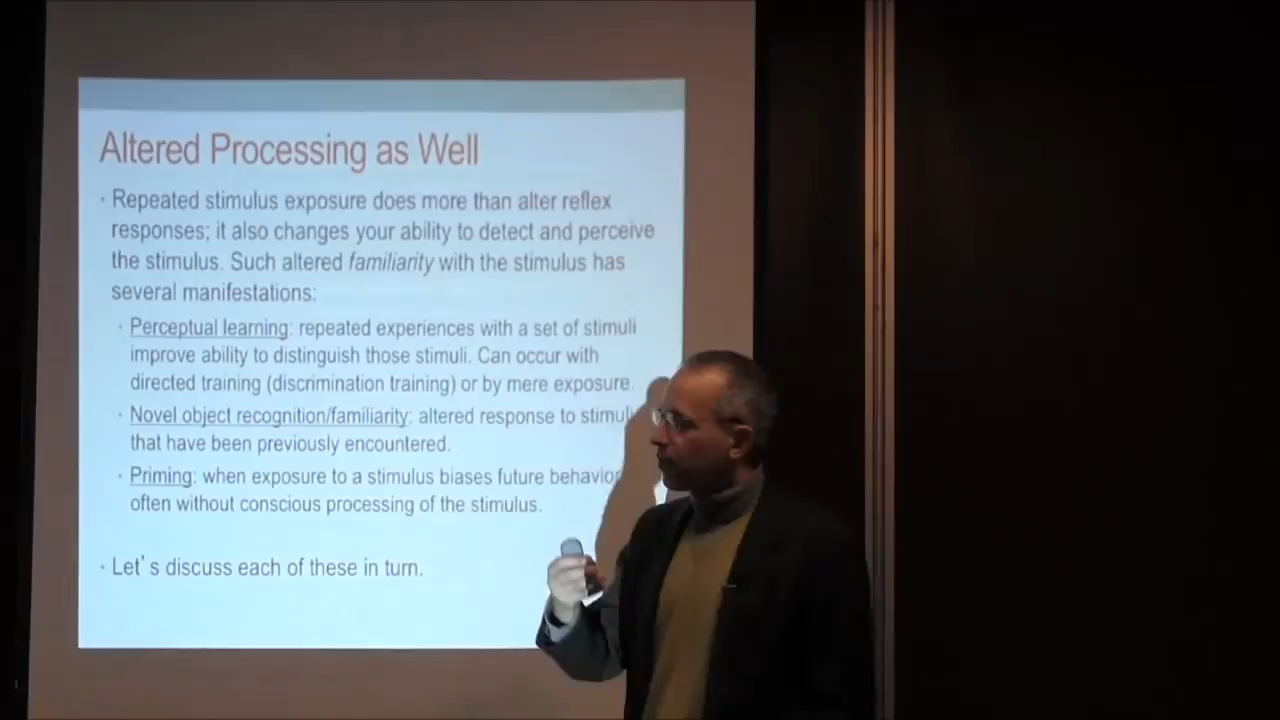 Altered Processing as Well
· Repeated stimulus exposure does more than alter reflex
responses; it also changes your ability to detect and perceive
the stimulus. Such altered familiarity with the stimulus has
several manifestations:
· Perceptual learning: repeated experiences with a set of stimuli
improve ability to distinguish those stimuli. Can occur with
directed training (discrimination training) or by mere exposure.
· Novel object recognition/familiarity: altered response to stimuli
that have been previously encountered.
· Priming: when exposure to a stimulus biases future behavior
often without conscious processing of the stimulus.
· Let's discuss each of these in turn.